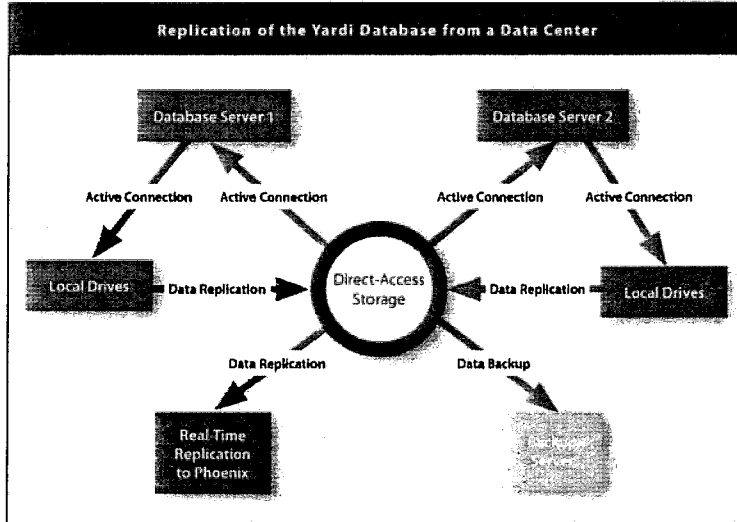 Replication of the Yardi Database from a Data Center
Database Server 1
Database Server 2
Active Connection
Active Connection
Active Connection
Active Connection
Local Drives
Data Replication
Direct-Access
Storage
Data Replication
Local Drives
Data Replication
Data Backup
Real-Time
Replication
to Phoenix
Backup
Server